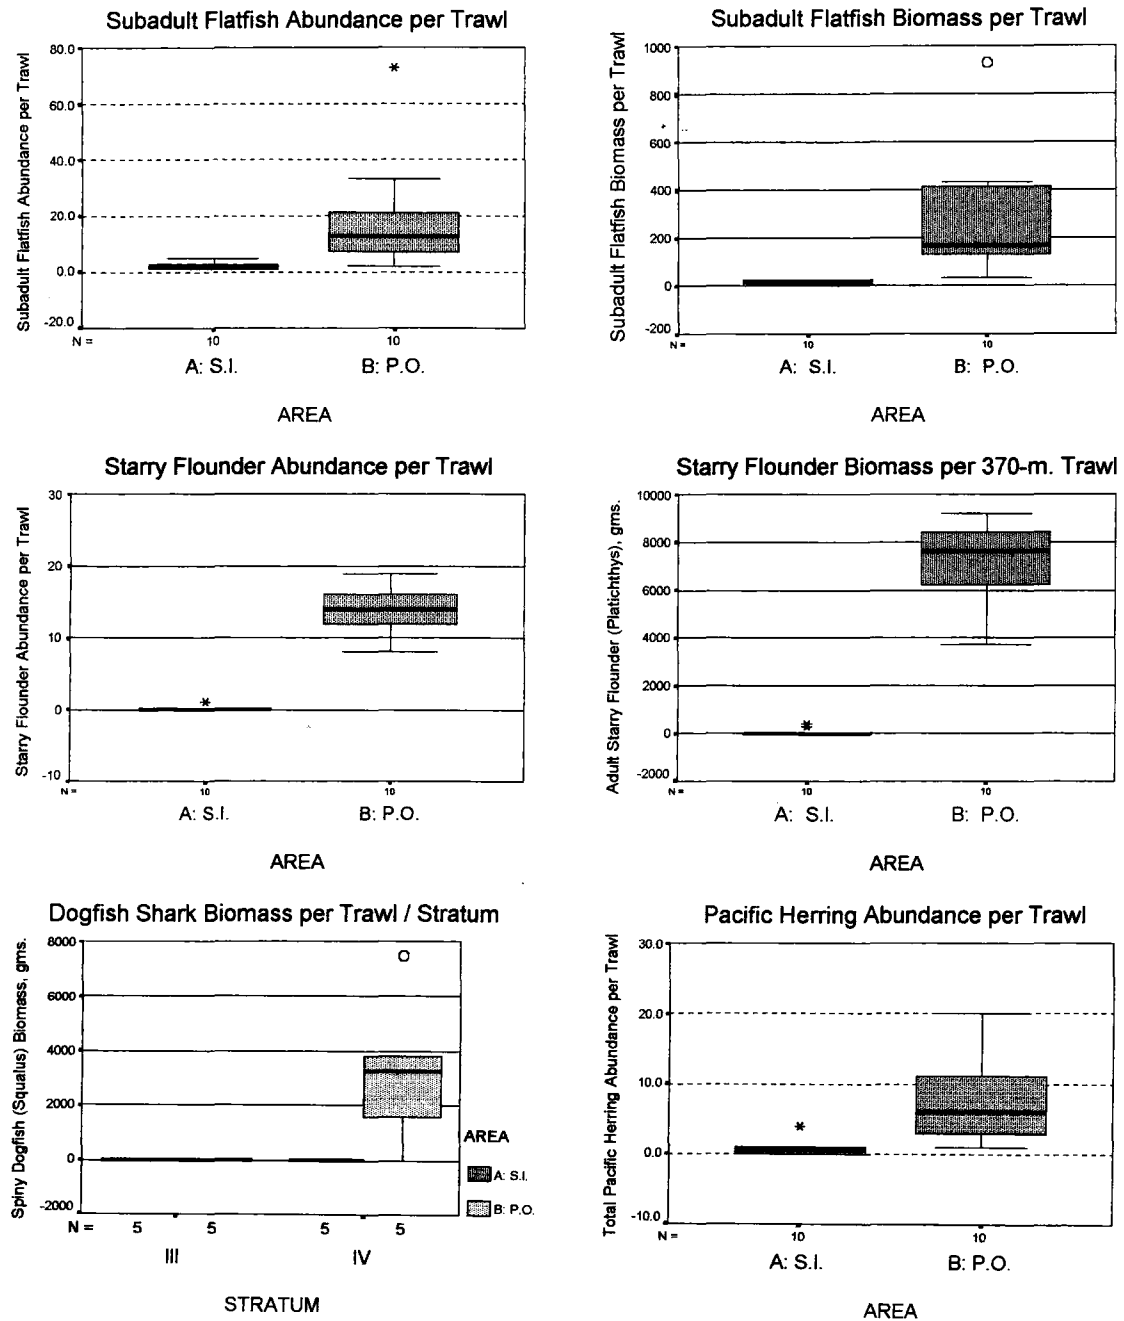 Subadult Flatfish Abundance per Trawl
Subadult Flatfish Abundance per Trawl
80.0
60.0
40.0
20.0
0.0
-20.0
N = 10 10
A: S.I. B: P.O.
AREA
Subadult Flatfish Biomass per Trawl
Subadult Flatfish Biomass per Trawl
1000
800
600
400
200
0
-200
N = 10 10
A: S.I. B: P.O.
AREA
Starry Flounder Abundance per Trawl
Starry Flounder Abundance per Trawl
30
20
10
0
-10
N = 10 10
A: S.I. B: P.O.
AREA
Starry Flounder Biomass per 370-m. Trawl
Adult Starry Flounder (Platichthys), gms.
10000
8000
6000
4000
2000
0
-2000
N = 10 10
A: S.I. B: P.O.
AREA
Dogfish Shark Biomass per Trawl / Stratum
Spiny Dogfish (Squalus) Biomass, gms.
8000
6000
4000
2000
0
-2000
N = 5 5 5 5
III IV
STRATUM
AREA
A: S.I.
B: P.O.
Pacific Herring Abundance per Trawl
Total Pacific Herring Abundance per Trawl
30.0
20.0
10.0
0.0
-10.0
N = 10 10
A: S.I. B: P.O.
AREA